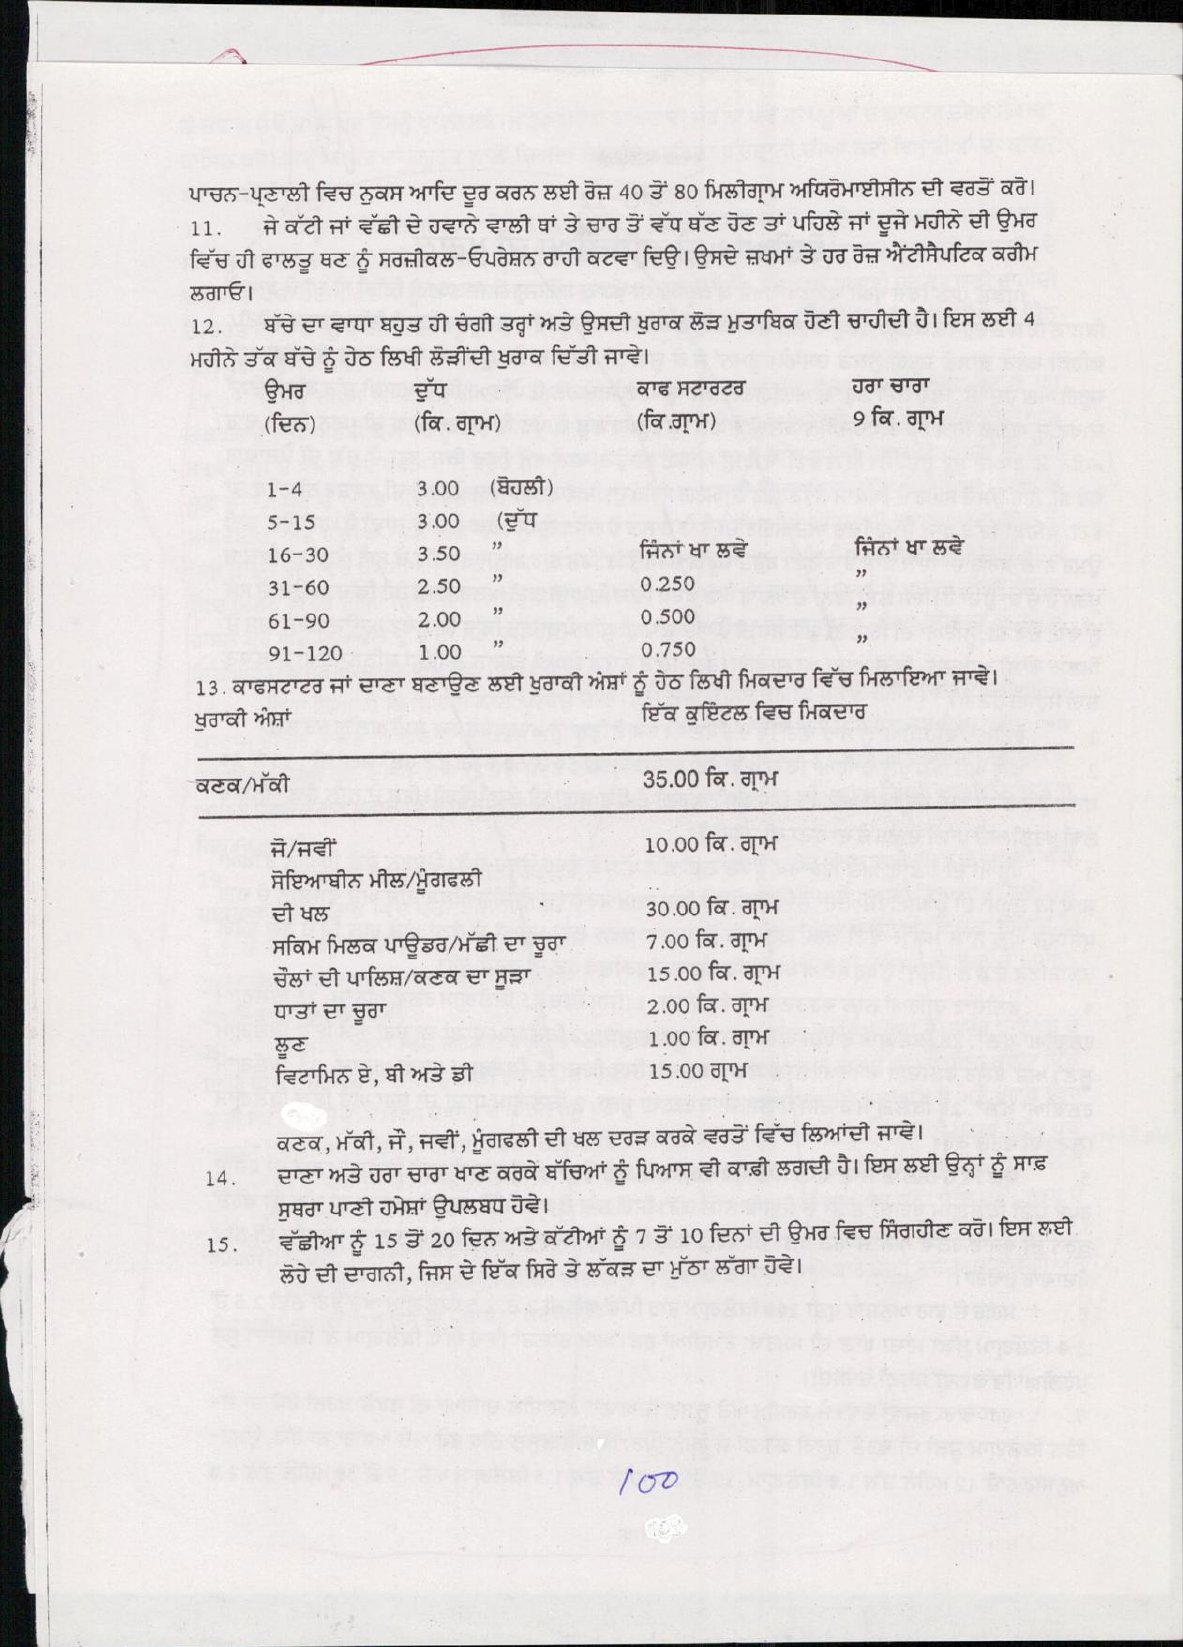 ਪਾਚਨ-ਪ੍ਰਣਾਲੀ ਵਿਚ ਨੁਕਸ ਆਦਿ ਦੂਰ ਕਰਨ ਲਈ ਰੋਜ਼ 40 ਤੋਂ 80 ਮਿਲੀਗ੍ਰਾਮ ਅਯਿਰੋਮਾਈਸੀਨ ਦੀ ਵਰਤੋਂ ਕਰੋ।
11. ਜੇ ਕੱਟੀ ਜਾਂ ਵੱਛੀ ਦੇ ਹਵਾਨੇ ਵਾਲੀ ਥਾਂ ਤੇ ਚਾਰ ਤੋਂ ਵੱਧ ਥੱਣ ਹੋਣ ਤਾਂ ਪਹਿਲੇ ਜਾਂ ਦੂਜੇ ਮਹੀਨੇ ਦੀ ਉਮਰ
ਵਿੱਚ ਹੀ ਫਾਲਤੂ ਥਣ ਨੂੰ ਸਰਜ਼ੀਕਲ-ਓਪਰੇਸ਼ਨ ਰਾਹੀ ਕਟਵਾ ਦਿਉ। ਉਸਦੇ ਜ਼ਖਮਾਂ ਤੇ ਹਰ ਰੋਜ਼ ਐਂਟੀਸੈਪਟਿਕ ਕਰੀਮ
ਲਗਾਓ।
12. ਬੱਚੇ ਦਾ ਵਾਧਾ ਬਹੁਤ ਹੀ ਚੰਗੀ ਤਰ੍ਹਾਂ ਅਤੇ ਉਸਦੀ ਖੁਰਾਕ ਲੋੜ ਮੁਤਾਬਿਕ ਹੋਣੀ ਚਾਹੀਦੀ ਹੈ। ਇਸ ਲਈ 4
ਮਹੀਨੇ ਤੱਕ ਬੱਚੇ ਨੂੰ ਹੇਠ ਲਿਖੀ ਲੋੜੀਂਦੀ ਖੁਰਾਕ ਦਿੱਤੀ ਜਾਵੇ।
ਉਮਰ ਦੁੱਧ ਕਾਫ ਸਟਾਰਟਰ ਹਰਾ ਚਾਰਾ
(ਦਿਨ) (ਕਿ. ਗ੍ਰਾਮ) (ਕਿ.ਗ੍ਰਾਮ) 9 ਕਿ. ਗ੍ਰਾਮ
1-4 3.00 (ਬੋਹਲੀ)
5-15 3.00 (ਦੁੱਧ
16-30 3.50 ” ਜਿੰਨਾਂ ਖਾ ਲਵੇ ਜਿੰਨਾਂ ਖਾ ਲਵੇ
31-60 2.50 ” 0.250 ”
61-90 2.00 ” 0.500 ”
91-120 1.00 ” 0.750 ”
13. ਕਾਫਸਟਾਟਰ ਜਾਂ ਦਾਣਾ ਬਣਾਉਣ ਲਈ ਖੁਰਾਕੀ ਅੰਸ਼ਾਂ ਨੂੰ ਹੇਠ ਲਿਖੀ ਮਿਕਦਾਰ ਵਿੱਚ ਮਿਲਾਇਆ ਜਾਵੇ।
ਖੁਰਾਕੀ ਅੰਸ਼ਾਂ ਇੱਕ ਕੁਇੰਟਲ ਵਿਚ ਮਿਕਦਾਰ
ਕਣਕ/ਮੱਕੀ 35.00 ਕਿ. ਗ੍ਰਾਮ
ਜੋ/ਜਵੀਂ 10.00 ਕਿ. ਗ੍ਰਾਮ
ਸੋਇਆਬੀਨ ਮੀਲ/ਮੂੰਗਫਲੀ
ਦੀ ਖਲ 30.00 ਕਿ. ਗ੍ਰਾਮ
ਸਕਿਮ ਮਿਲਕ ਪਾਊਡਰ/ਮੱਛੀ ਦਾ ਚੂਰਾ 7.00 ਕਿ. ਗ੍ਰਾਮ
ਚੌਲਾਂ ਦੀ ਪਾਲਿਸ਼/ਕਣਕ ਦਾ ਸੂੜਾ 15.00 ਕਿ. ਗ੍ਰਾਮ
ਧਾਤਾਂ ਦਾ ਚੂਰਾ 2.00 ਕਿ. ਗ੍ਰਾਮ
ਲੂਣ 1.00 ਕਿ. ਗ੍ਰਾਮ
ਵਿਟਾਮਿਨ ਏ, ਬੀ ਅਤੇ ਡੀ 15.00 ਗ੍ਰਾਮ
ਕਣਕ, ਮੱਕੀ, ਜੌ, ਜਵੀਂ, ਮੂੰਗਫਲੀ ਦੀ ਖਲ ਦਰੜ ਕਰਕੇ ਵਰਤੋਂ ਵਿੱਚ ਲਿਆਂਦੀ ਜਾਵੇ।
14. ਦਾਣਾ ਅਤੇ ਹਰਾ ਚਾਰਾ ਖਾਣ ਕਰਕੇ ਬੱਚਿਆਂ ਨੂੰ ਪਿਆਸ ਵੀ ਕਾਫ਼ੀ ਲਗਦੀ ਹੈ। ਇਸ ਲਈ ਉਨ੍ਹਾਂ ਨੂੰ ਸਾਫ਼
ਸੁਥਰਾ ਪਾਣੀ ਹਮੇਸ਼ਾਂ ਉਪਲਬਧ ਹੋਵੇ।
15. ਵੱਛੀਆ ਨੂੰ 15 ਤੋਂ 20 ਦਿਨ ਅਤੇ ਕੱਟੀਆਂ ਨੂੰ 7 ਤੋਂ 10 ਦਿਨਾਂ ਦੀ ਉਮਰ ਵਿਚ ਸਿੰਗਹੀਣ ਕਰੋ। ਇਸ ਲਈ
ਲੋਹੇ ਦੀ ਦਾਗਨੀ, ਜਿਸ ਦੇ ਇੱਕ ਸਿਰੇ ਤੇ ਲੱਕੜ ਦਾ ਮੁੱਠਾ ਲੱਗਾ ਹੋਵੇ।
100